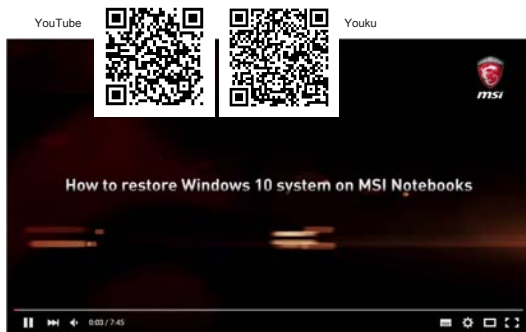 YouTube
Youku
msi
How to restore Windows 10 system on MSI Notebooks
0:03 / 7:45